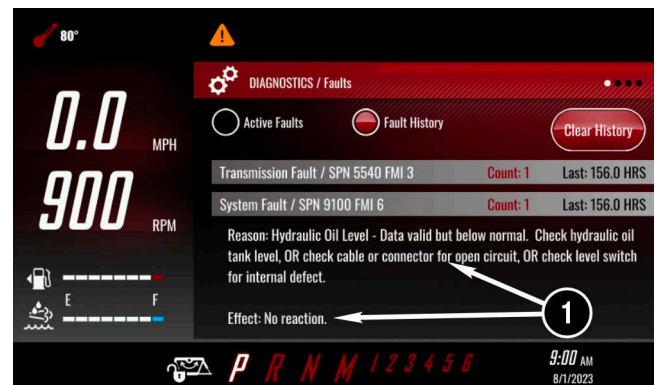 80°
DIAGNOSTICS / Faults
Active Faults
Fault History
Clear History
0.0 MPH
Transmission Fault / SPN 5540 FMI 3 Count: 1 Last: 156.0 HRS
System Fault / SPN 9100 FMI 6 Count: 1 Last: 156.0 HRS
900 RPM
Reason: Hydraulic Oil Level - Data valid but below normal. Check hydraulic oil
tank level, OR check cable or connector for open circuit, OR check level switch
for internal defect.
E F
Effect: No reaction.
1
P R N M 1 2 3 4 5 6
9:00 AM
8/1/2023